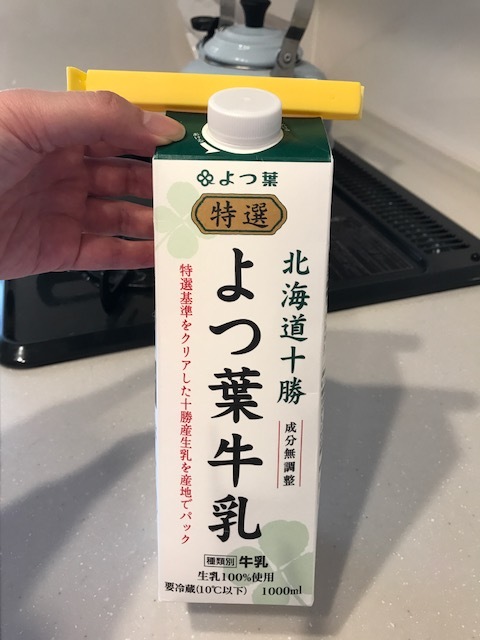 よつ葉
特選
北海道十勝
成分無調整
よつ葉牛乳
特選基準をクリアした十勝産生乳を産地でパック
種類別 牛乳
生乳100%使用
要冷蔵(10℃以下) 1000ml